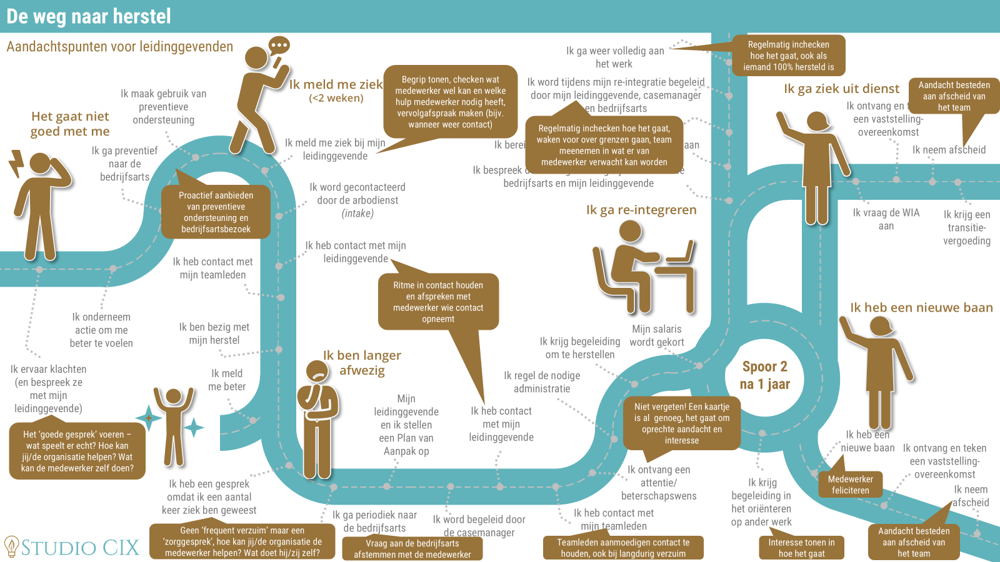 De weg naar herstel
Aandachtspunten voor leidinggevenden
Het gaat niet
goed met me
Ik maak gebruik van
preventieve
ondersteuning
Ik ga preventief
naar de
bedrijfsarts
Proactief aanbieden
van preventieve
ondersteuning en
bedrijfsartsbezoek
Ik onderneem
actie om me
beter te voelen
Ik ervaar klachten
(en bespreek ze
met mijn
leidinggevende)
Het ‘goede gesprek’ voeren –
wat speelt er echt? Hoe kan
jij/de organisatie helpen? Wat
kan de medewerker zelf doen?
Ik meld me ziek
(<2 weken)
Begrip tonen, checken wat
medewerker wel kan en welke
hulp medewerker nodig heeft,
vervolgafspraak maken (bijv.
wanneer weer contact)
Ik meld me ziek bij mijn
leidinggevende
Ik word gecontacteerd
door de arbodienst
(intake)
Ik heb contact met mijn
leidinggevende
Ik heb contact met
mijn teamleden
Ritme in contact houden
en afspreken met
medewerker wie contact
opneemt
Ik ben bezig met
mijn herstel
Ik meld
me beter
Ik ben langer
afwezig
Ik heb een gesprek
omdat ik een aantal
keer ziek ben geweest
Geen ‘frequent verzuim’ maar een
‘zorggesprek’, hoe kan jij/de organisatie de
medewerker helpen? Wat doet hij/zij zelf?
Mijn
leidinggevende
en ik stellen
een Plan van
Aanpak op
Ik heb contact
met mijn
leidinggevende
Ik ga periodiek naar
de bedrijfsarts
Vraag aan de bedrijfsarts
afstemmen met de medewerker
Ik word begeleid door
de casemanager
Ik heb contact met
mijn teamleden
Teamleden aanmoedigen contact te
houden, ook bij langdurig verzuim
Ik ontvang een
attentie/
beterschapswens
Niet vergeten! Een kaartje
is al genoeg, het gaat om
oprechte aandacht en
interesse
Ik regel de nodige
administratie
Ik krijg begeleiding
om te herstellen
Mijn salaris
wordt gekort
Ik ga re-integreren
Ik bespreek d
e
bedrijfsarts en mijn leidinggevende
Ik berei
aan
Regelmatig inchecken hoe het gaat,
waken voor over grenzen gaan, team
meenemen in wat er van
medewerker verwacht kan worden
Ik word tijdens mijn re-integratie begeleid
door mijn leidinggevende, casemanager
en bedrijfsarts
Ik ga weer volledig aan
het werk
Regelmatig inchecken
hoe het gaat, ook als
iemand 100% hersteld is
Ik ga ziek uit dienst
Ik ontvang en t
een vaststelling-
overeenkomst
Aandacht besteden
aan afscheid van
het team
Ik neem afscheid
Ik vraag de WIA
aan
Ik krijg een
transitie-
vergoeding
Spoor 2
na 1 jaar
Ik heb een nieuwe baan
Ik heb een
nieuwe baan
Medewerker
feliciteren
Ik ontvang en teken
een vaststelling-
overeenkomst
Ik neem
afscheid
Aandacht besteden
aan afscheid van
het team
Ik krijg
begeleiding in
het oriënteren
op ander werk
Interesse tonen in
hoe het gaat
STUDIO CIX